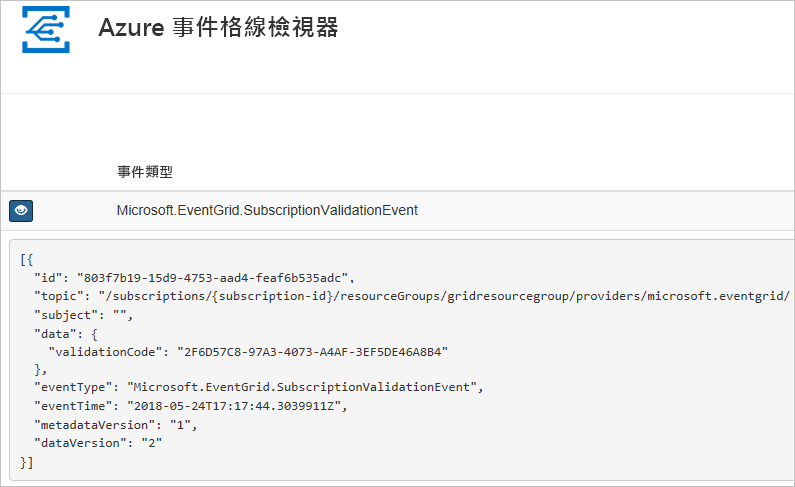 Azure 事件格線檢視器
事件類型
Microsoft.EventGrid.SubscriptionValidationEvent
[{
  "id": "803f7b19-15d9-4753-aad4-feaf6b535adc",
  "topic": "/subscriptions/{subscription-id}/resourceGroups/gridresourcegroup/providers/microsoft.eventgrid/
  "subject": "",
  "data": {
    "validationCode": "2F6D57C8-97A3-4073-A4AF-3EF5DE46A8B4"
  },
  "eventType": "Microsoft.EventGrid.SubscriptionValidationEvent",
  "eventTime": "2018-05-24T17:17:44.3039911Z",
  "metadataVersion": "1",
  "dataVersion": "2"
}]